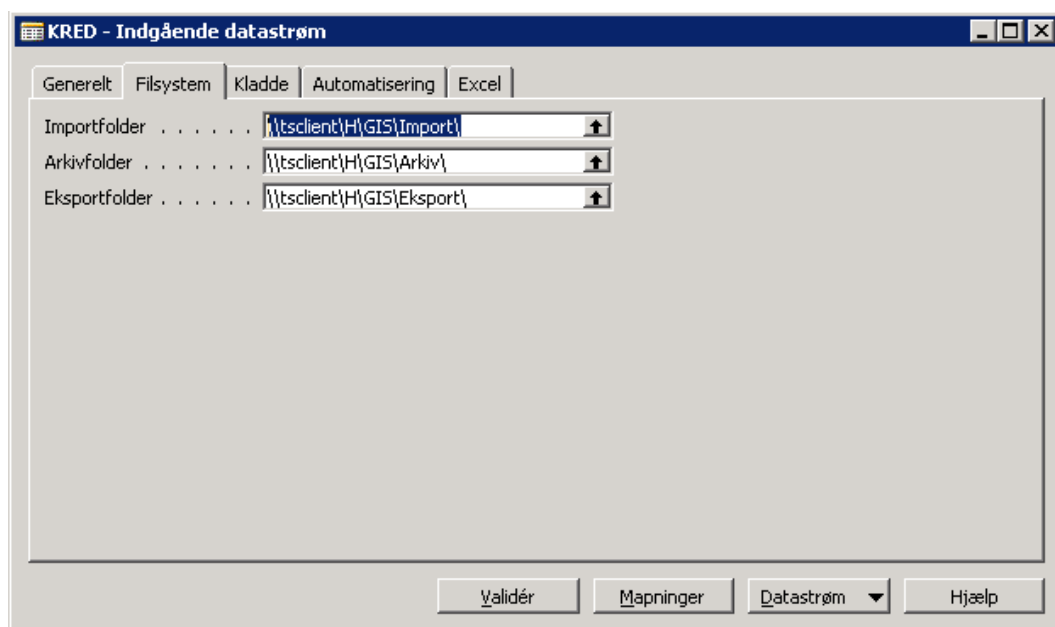 KRED - Indgående datastrøm
Generelt Filsystem Kladde Automatisering Excel
Importfolder . . . . . . \\tsclient\H\GIS\Import\
Arkivfolder . . . . . . . \\tsclient\H\GIS\Arkiv\
Eksportfolder . . . . . . \\tsclient\H\GIS\Eksport\
Validér Mapninger Datastrøm Hjælp